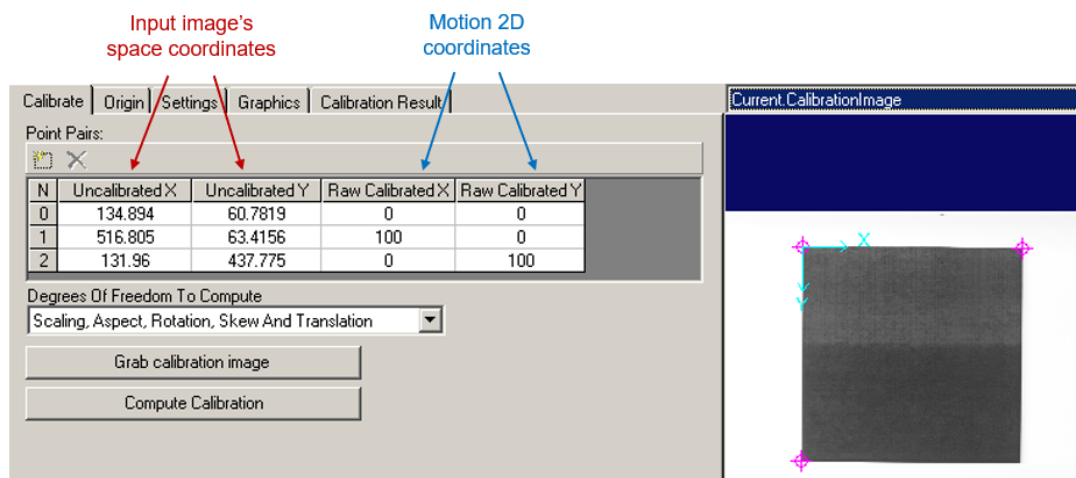 Input image's
space coordinates
Motion 2D
coordinates
Calibrate Origin Settings Graphics Calibration Result
Current.CalibrationImage
Point Pairs:
N Uncalibrated X Uncalibrated Y Raw Calibrated X Raw Calibrated Y
0 134.894 60.7819 0 0
1 516.805 63.4156 100 0
2 131.96 437.775 0 100
X
Y
Degrees Of Freedom To Compute
Scaling, Aspect, Rotation, Skew And Translation
Grab calibration image
Compute Calibration